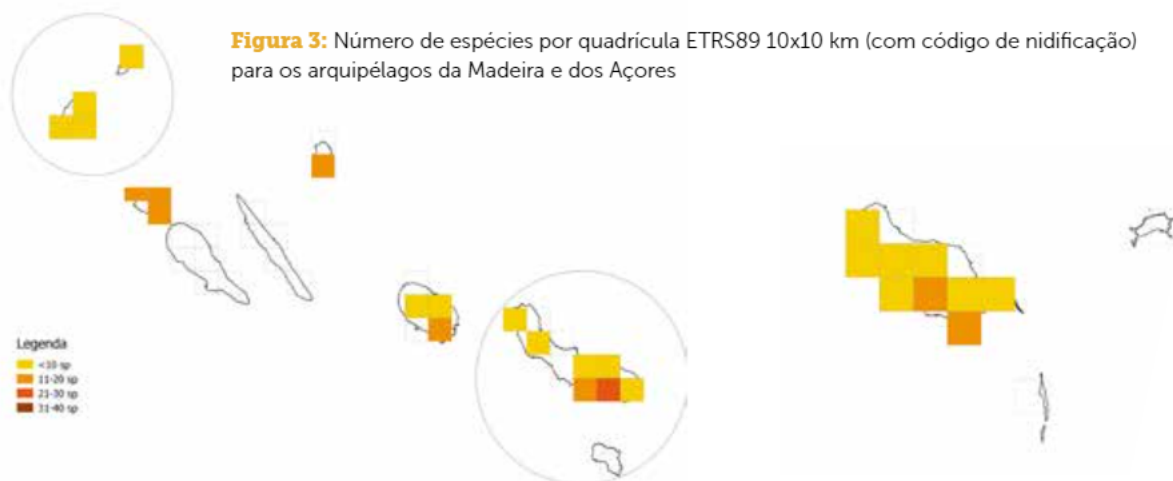 Figura 3: Número de espécies por quadrícula ETRS89 10x10 km (com código de nidificação)
para os arquipélagos da Madeira e dos Açores
Legenda
<10 sp
11-20 sp
21-30 sp
31-40 sp